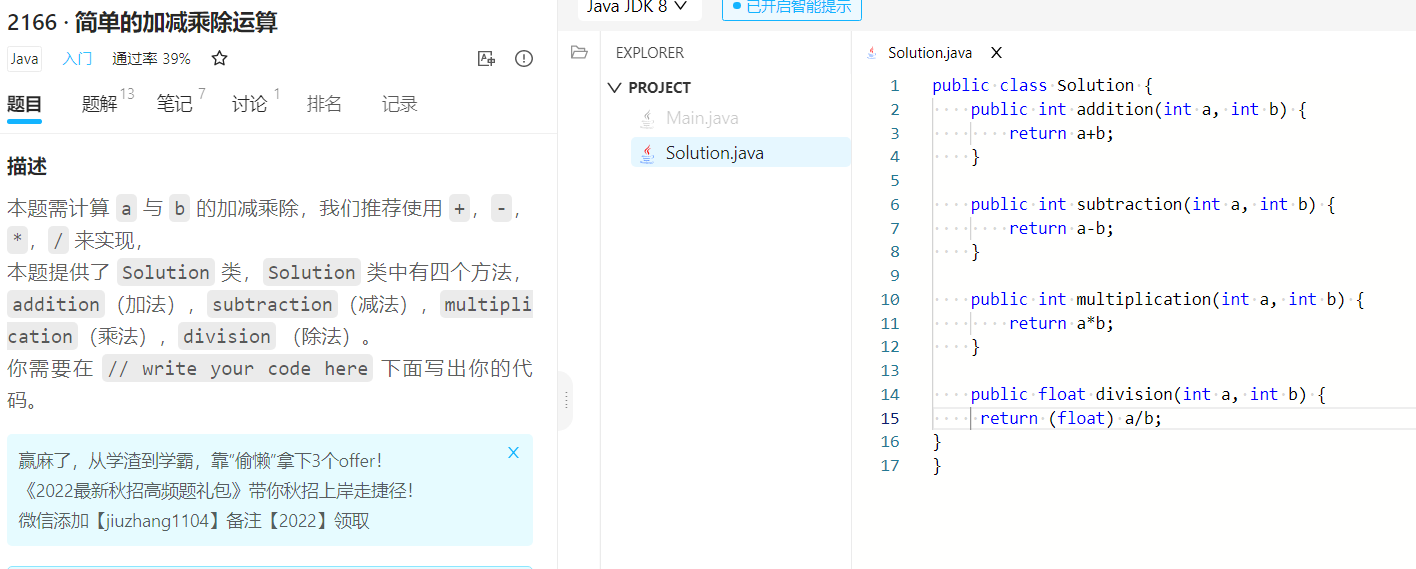 2166 · 简单的加减乘除运算
Java 入门 通过率 39%
题目 题解 13 笔记 7 讨论 1 排名 记录
描述
本题需计算 a 与 b 的加减乘除，我们推荐使用 +，-，
*，/ 来实现，
本题提供了 Solution 类，Solution 类中有四个方法，
addition（加法）, subtraction（减法）, multipli
cation（乘法）, division （除法）。
你需要在 // write your code here 下面写出你的代
码。
赢麻了，从学渣到学霸，靠“偷懒”拿下3个offer！
《2022最新秋招高频题礼包》带你秋招上岸走捷径！
微信添加【jiuzhang1104】备注【2022】领取
Java JDK 8
已开启智能提示
EXPLORER
PROJECT
Main.java
Solution.java
Solution.java X
1 public class Solution {
2 public int addition(int a, int b) {
3 return a+b;
4 }
5
6 public int subtraction(int a, int b) {
7 return a-b;
8 }
9
10 public int multiplication(int a, int b) {
11 return a*b;
12 }
13
14 public float division(int a, int b) {
15 return (float) a/b;
16 }
17 }